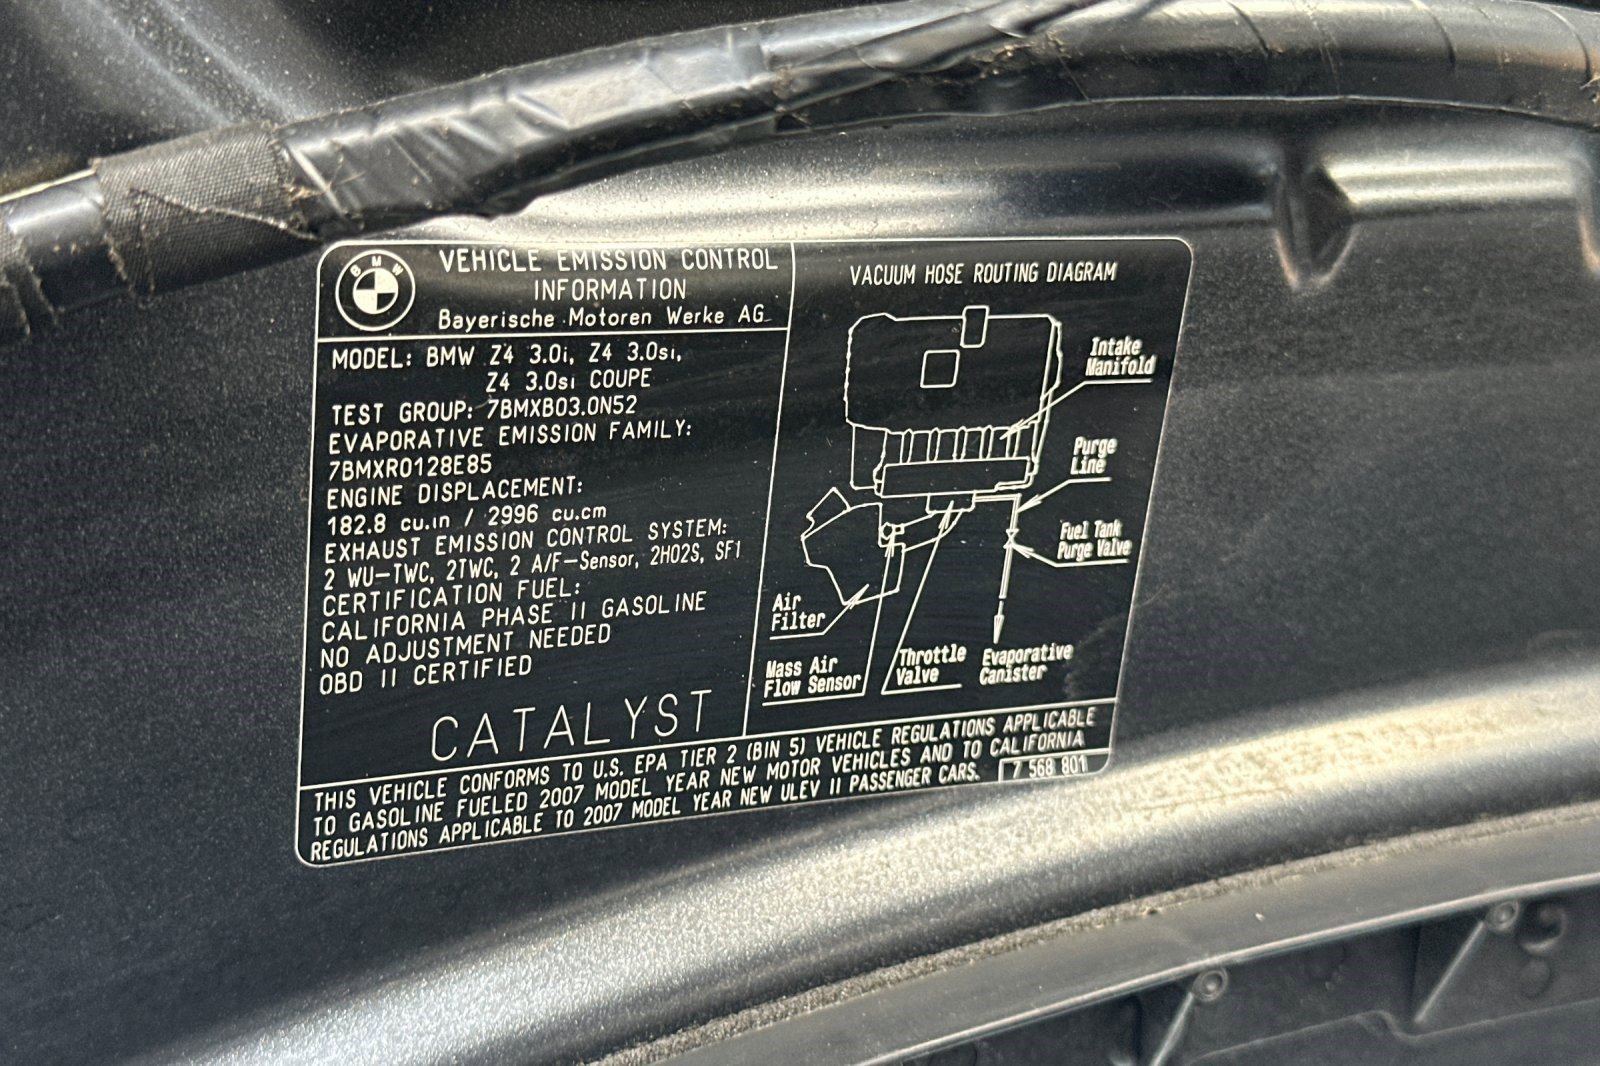 BMW
VEHICLE EMISSION CONTROL
INFORMATION
Bayerische Motoren Werke AG
MODEL: BMW Z4 3.0i, Z4 3.0si,
Z4 3.0si COUPE
TEST GROUP: 7BMXB03.0N52
EVAPORATIVE EMISSION FAMILY:
7BMXR0128E85
ENGINE DISPLACEMENT:
182.8 cu.in / 2996 cu.cm
EXHAUST EMISSION CONTROL SYSTEM:
2 WU-TWC, 2TWC, 2 A/F-Sensor, 2HO2S, SFI
CERTIFICATION FUEL:
CALIFORNIA PHASE II GASOLINE
NO ADJUSTMENT NEEDED
OBD II CERTIFIED
CATALYST
VACUUM HOSE ROUTING DIAGRAM
Intake
Manifold
Purge
Line
Fuel Tank
Purge Valve
Air
Filter
Mass Air
Flow Sensor
Throttle
Valve
Evaporative
Canister
THIS VEHICLE CONFORMS TO U.S. EPA TIER 2 (BIN 5) VEHICLE REGULATIONS APPLICABLE
TO GASOLINE FUELED 2007 MODEL YEAR NEW MOTOR VEHICLES AND TO CALIFORNIA
REGULATIONS APPLICABLE TO 2007 MODEL YEAR NEW ULEV II PASSENGER CARS.
7 568 801